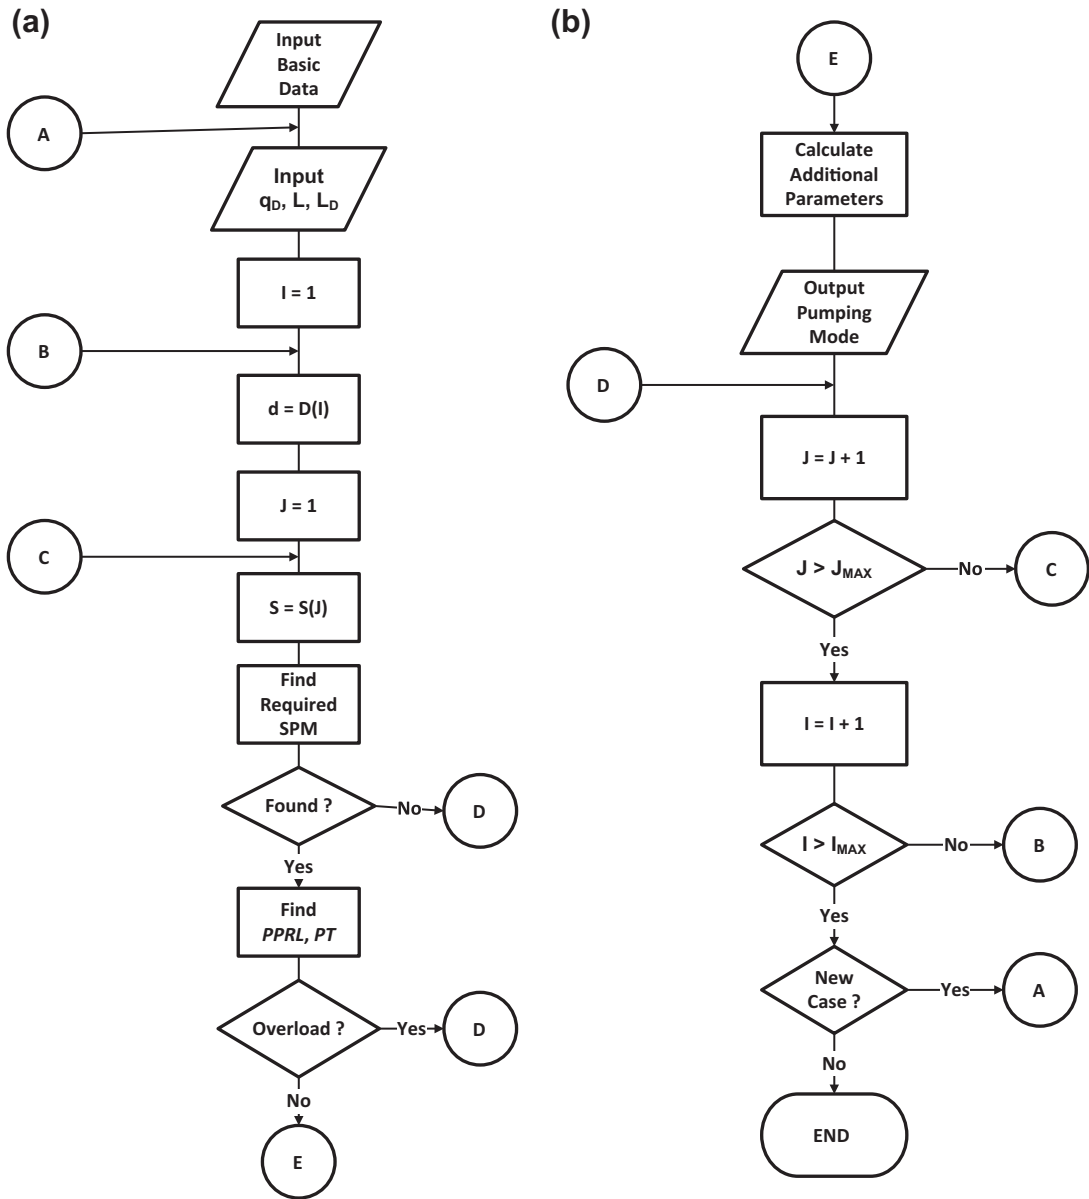 (a)
Input
Basic
Data
A
Input
qD, L, LD
I = 1
B
d = D(I)
J = 1
C
S = S(J)
Find
Required
SPM
Found ?
No
D
Yes
Find
PPRL, PT
Overload ?
Yes
D
No
E
(b)
E
Calculate
Additional
Parameters
Output
Pumping
Mode
D
J = J + 1
J > JMAX
No
C
Yes
I = I + 1
I > IMAX
No
B
Yes
New
Case ?
Yes
A
No
END